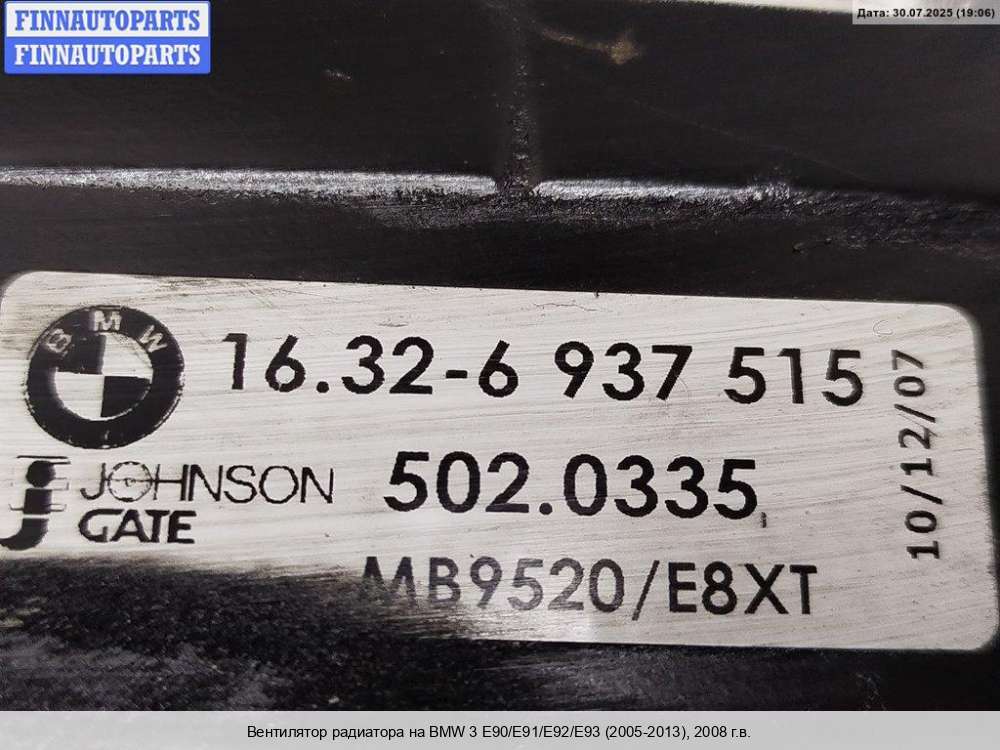 FINNAUTOPARTS
FINNAUTOPARTS
Дата: 30.07.2025 (19:06)
BMW
16.32-6 937 515
10/12/07
JOHNSON
GATE
502.0335
MB9520/E8XT
Вентилятор радиатора на BMW 3 E90/E91/E92/E93 (2005-2013), 2008 г.в.